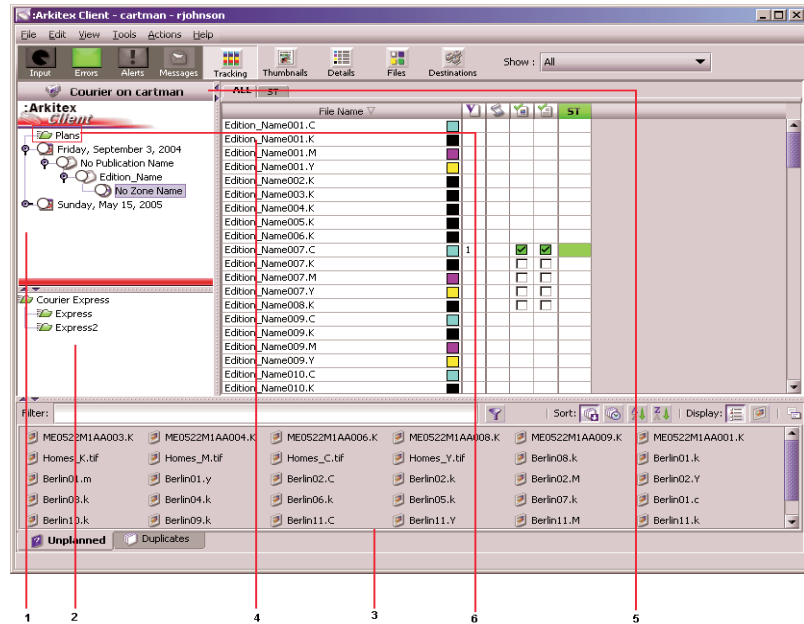 :Arkitex Client - cartman - rjohnson
File Edit View Tools Actions Help
Input Errors Alerts Messages Tracking Thumbnails Details Files Destinations Show : All
Courier on cartman
ALL ST
:Arkitex
Client
Plans
Friday, September 3, 2004
No Publication Name
Edition_Name
No Zone Name
Sunday, May 15, 2005
Courier Express
Express
Express2
File Name ST
Edition_Name001.C
Edition_Name001.K
Edition_Name001.M
Edition_Name001.Y
Edition_Name002.K
Edition_Name003.K
Edition_Name004.K
Edition_Name005.K
Edition_Name006.K
Edition_Name007.C 1
Edition_Name007.K
Edition_Name007.M
Edition_Name007.Y
Edition_Name008.K
Edition_Name009.C
Edition_Name009.K
Edition_Name009.M
Edition_Name009.Y
Edition_Name010.C
Edition_Name010.K
Filter: Sort: Display:
ME0522M1AA003.K ME0522M1AA004.K ME0522M1AA006.K ME0522M1AA008.K ME0522M1AA009.K ME0522M1AA001.K
Homes_K.tif Homes_M.tif Homes_C.tif Homes_Y.tif Berlin08.k Berlin01.k
Berlin01.m Berlin01.y Berlin02.C Berlin02.k Berlin02.M Berlin02.Y
Berlin03.k Berlin04.k Berlin06.k Berlin05.k Berlin07.k Berlin01.c
Berlin10.k Berlin09.k Berlin11.C Berlin11.Y Berlin11.M Berlin11.k
Unplanned Duplicates
1 2 4 3 6 5